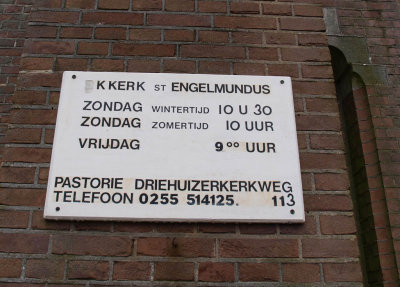 K KERK ST ENGELMUNDUS
ZONDAG WINTERTIJD 10 U 30
ZONDAG ZOMERTIJD 10 UUR
VRIJDAG 9⁰⁰ UUR
PASTORIE DRIEHUIZERKERKWEG
TELEFOON 0255 514125. 113